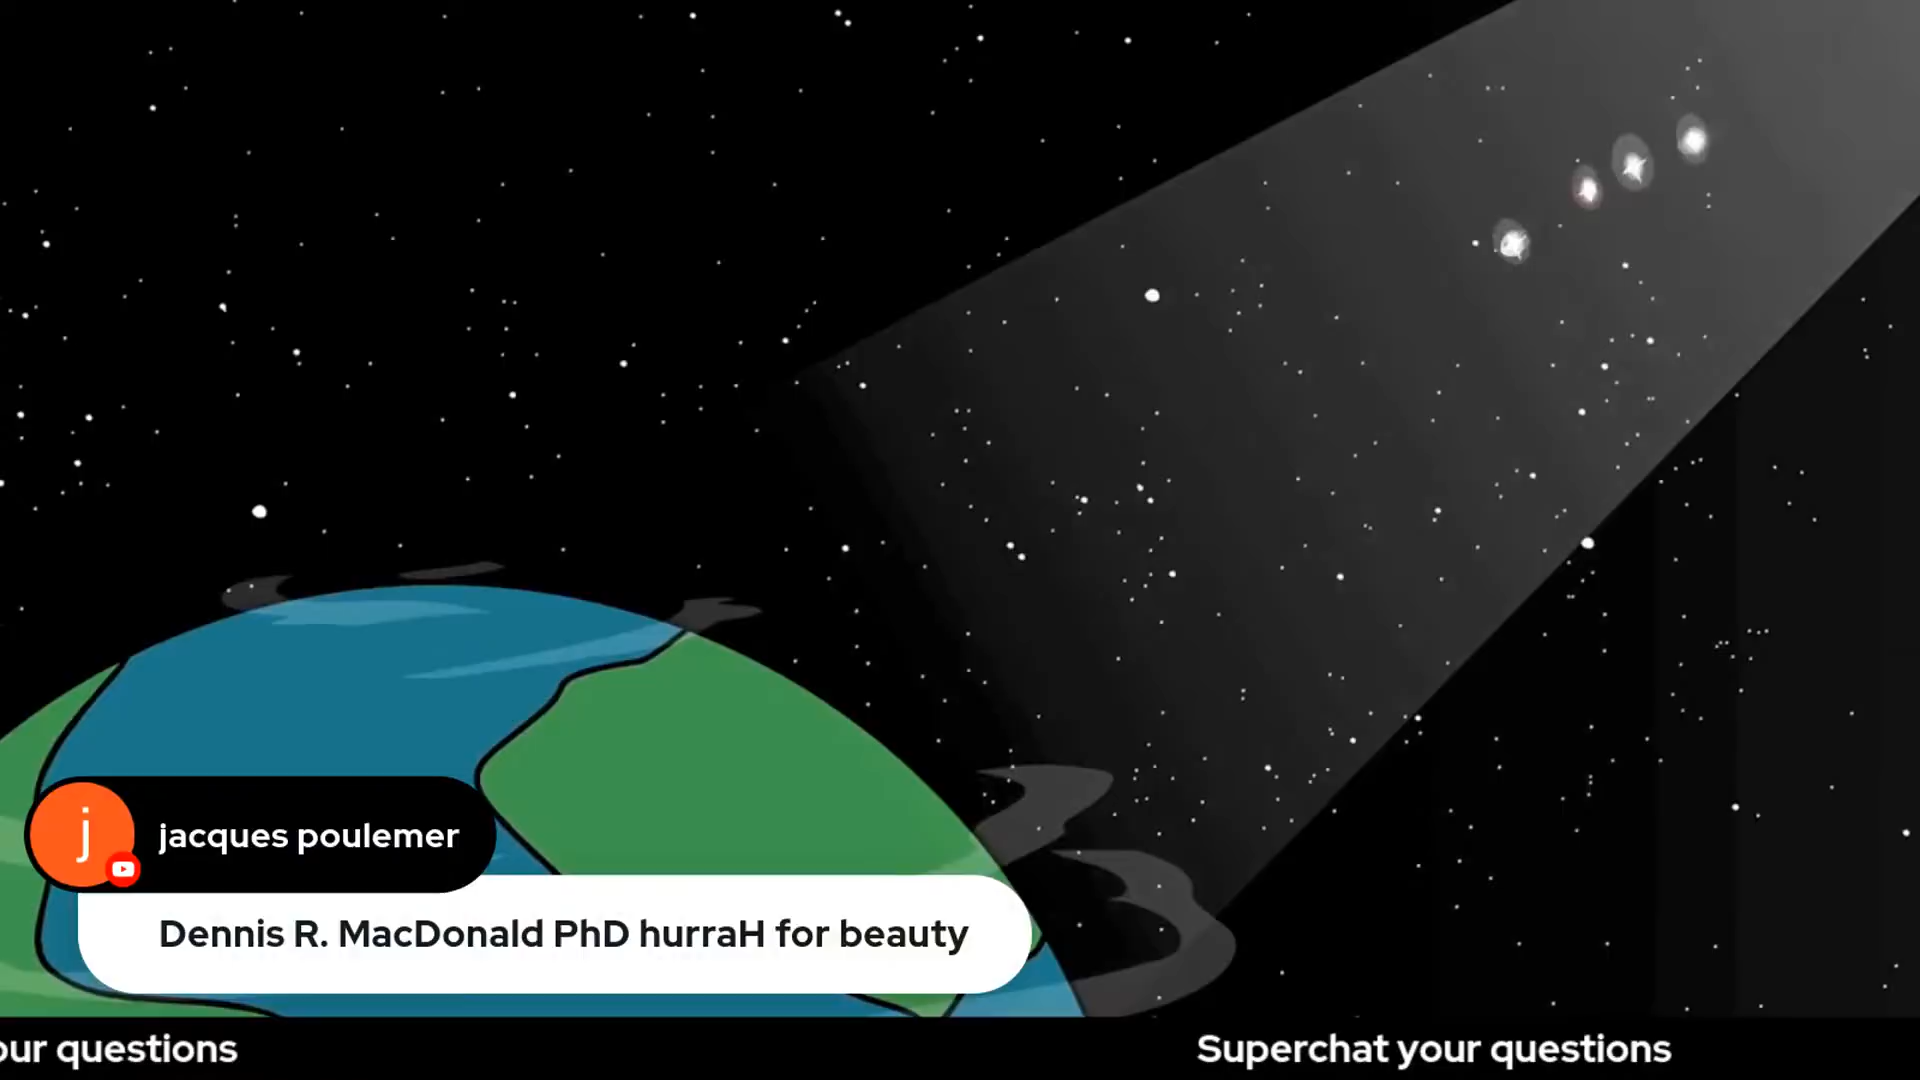 j
jacques poulemer
Dennis R. MacDonald PhD hurraH for beauty
our questions
Superchat your questions